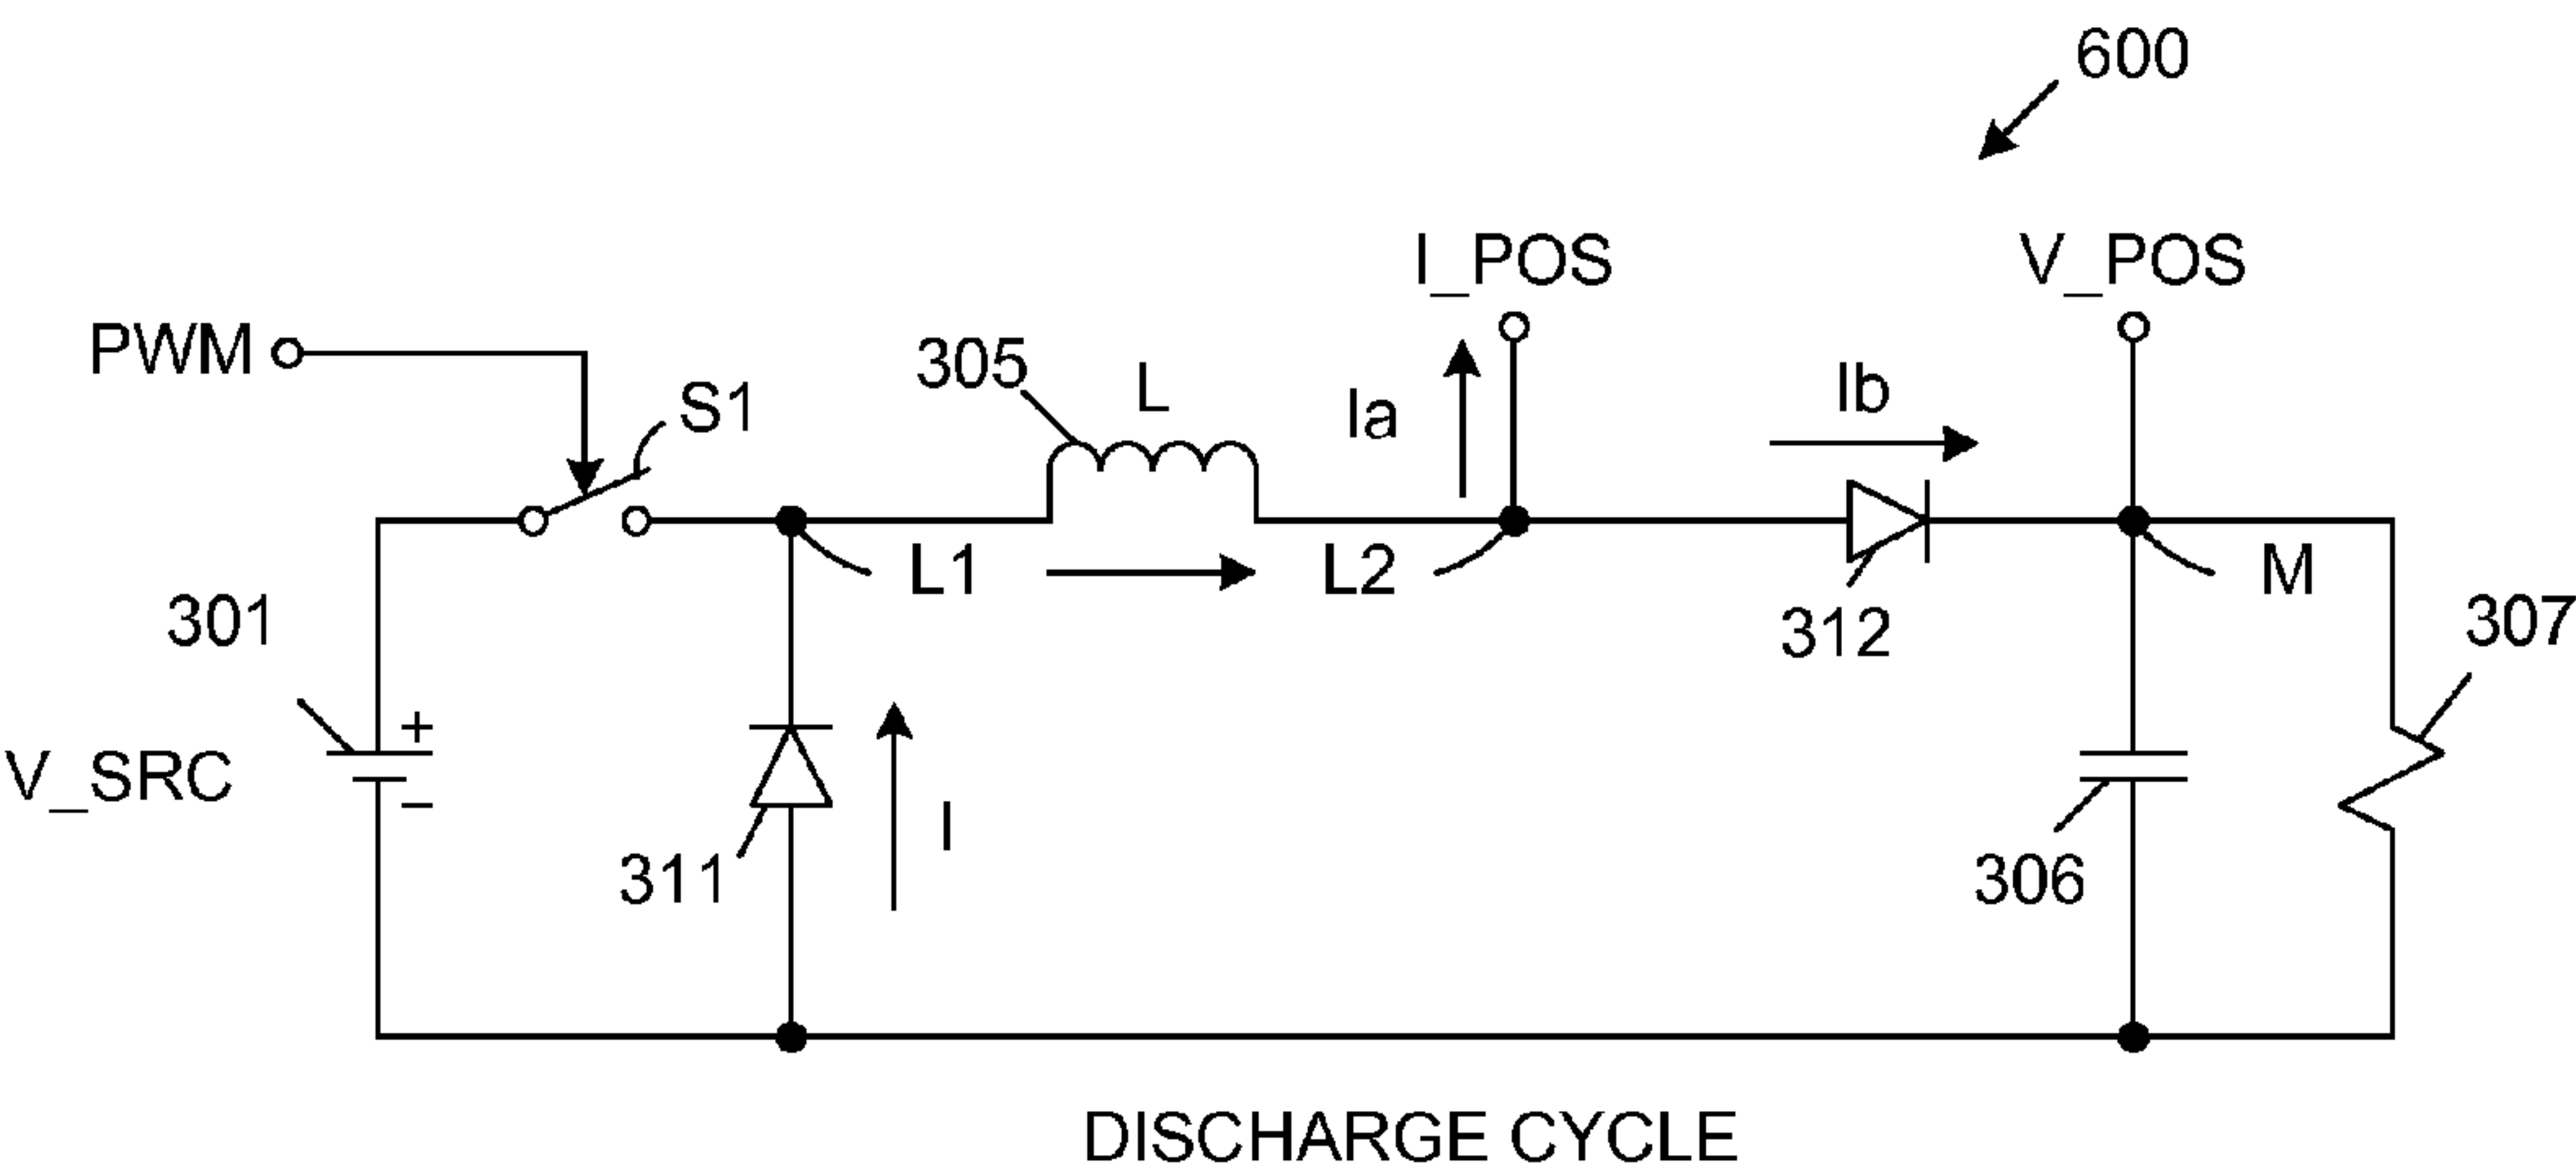 600
I_POS
V_POS
PWM
S1
305
L
Ia
Ib
L1
L2
M
301
312
307
+
V_SRC
−
I
311
306
DISCHARGE CYCLE